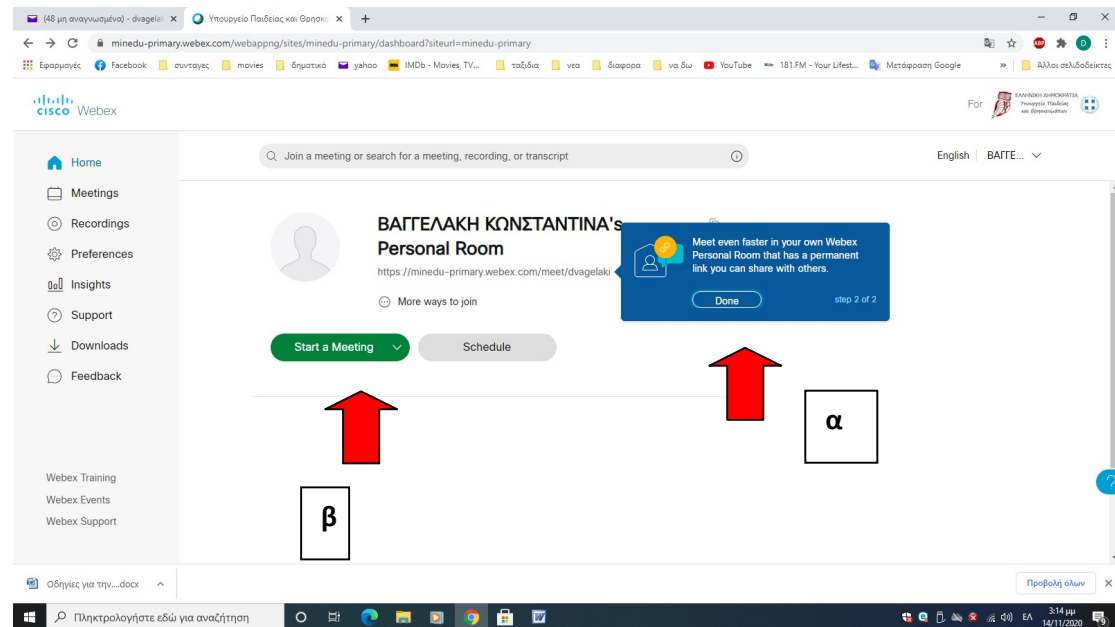 (48 μη αναγνωσμένα) - dvagelal
Υπουργείο Παιδείας και Θρησκε
minedu-primary.webex.com/webappng/sites/minedu-primary/dashboard?siteurl=minedu-primary
Εφαρμογές Facebook συνταγες movies δημοτικό yahoo IMDb - Movies, TV... ταξιδια νεα διαφορα να δω YouTube 181.FM - Your Lifest... Μετάφραση Google » Άλλοι σελιδοδείκτες
CISCO Webex
For
ΕΛΛΗΝΙΚΗ ΔΗΜΟΚΡΑΤΙΑ
Υπουργείο Παιδείας
και Θρησκευμάτων
Join a meeting or search for a meeting, recording, or transcript
English ΒΑΓΓΕ...
Home
Meetings
Recordings
Preferences
Insights
Support
Downloads
Feedback
Webex Training
Webex Events
Webex Support
ΒΑΓΓΕΛΑΚΗ ΚΩΝΣΤΑΝΤΙΝΑ's
Personal Room
https://minedu-primary.webex.com/meet/dvagelaki
More ways to join
Meet even faster in your own Webex
Personal Room that has a permanent
link you can share with others.
Done step 2 of 2
Start a Meeting Schedule
α
β
Οδηγίες για την....docx
Προβολή όλων
Πληκτρολογήστε εδώ για αναζήτηση
ΕΛ
3:14 μμ
14/11/2020